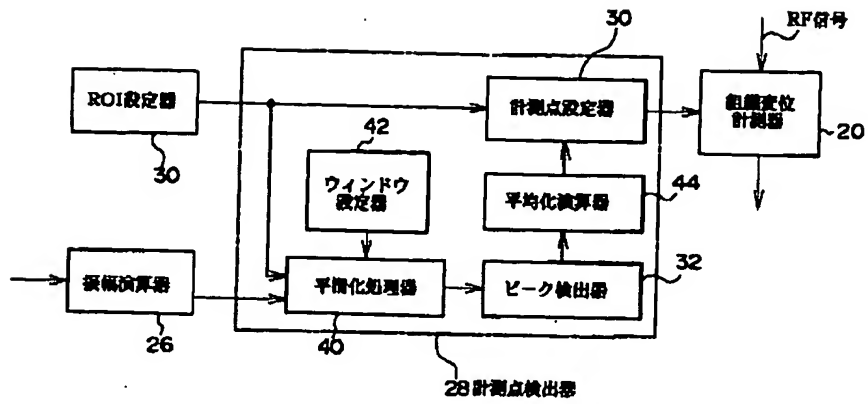 30
RF信号
ROI設定器
計測点設定器
組織変位
計測器
30
42
20
ウィンドウ
設定器
44
平均化演算器
振幅演算器
平滑化処理器
ピーク検出器
32
26
40
28 計測点検出器